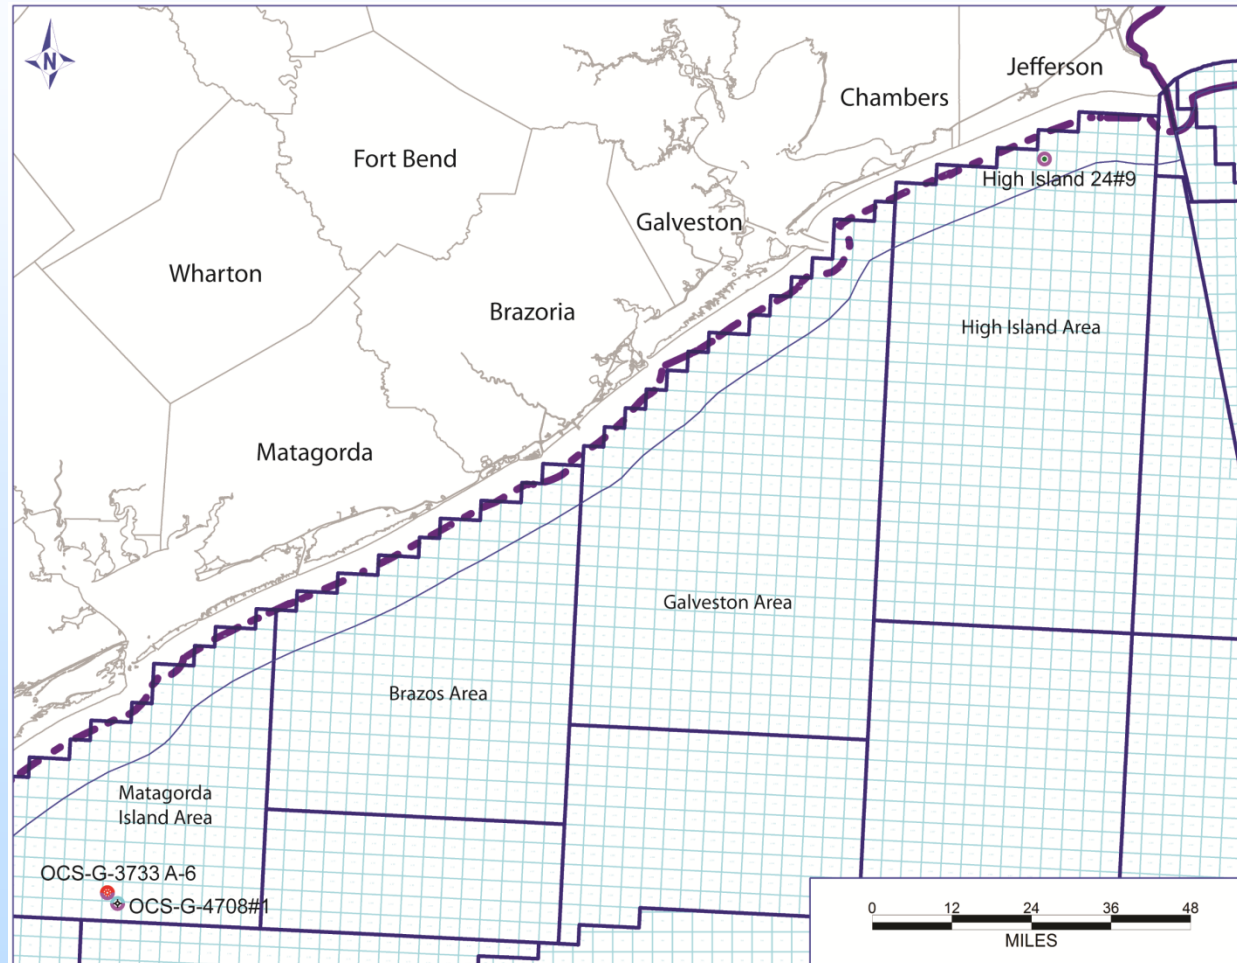 N
Jefferson
Chambers
Fort Bend
High Island 24#9
Galveston
Wharton
Brazoria
High Island Area
Matagorda
Galveston Area
Brazos Area
Matagorda
Island Area
OCS-G-3733 A-6
OCS-G-4708#1
0 12 24 36 48
MILES